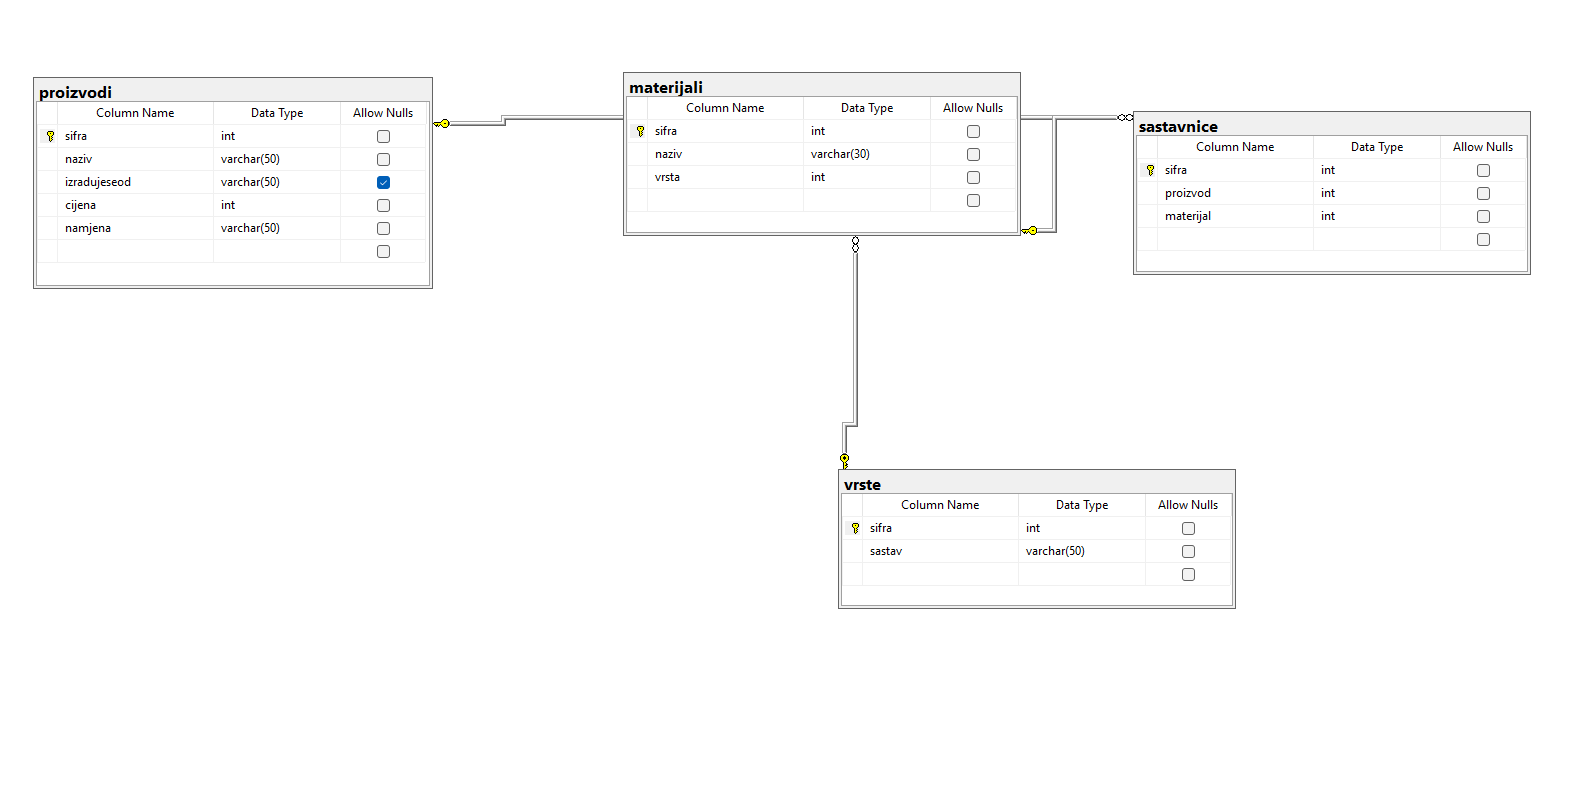 proizvodi
Column Name Data Type Allow Nulls
sifra int
naziv varchar(50)
izradujeseod varchar(50)
cijena int
namjena varchar(50)
materijali
Column Name Data Type Allow Nulls
sifra int
naziv varchar(30)
vrsta int
sastavnice
Column Name Data Type Allow Nulls
sifra int
proizvod int
materijal int
vrste
Column Name Data Type Allow Nulls
sifra int
sastav varchar(50)